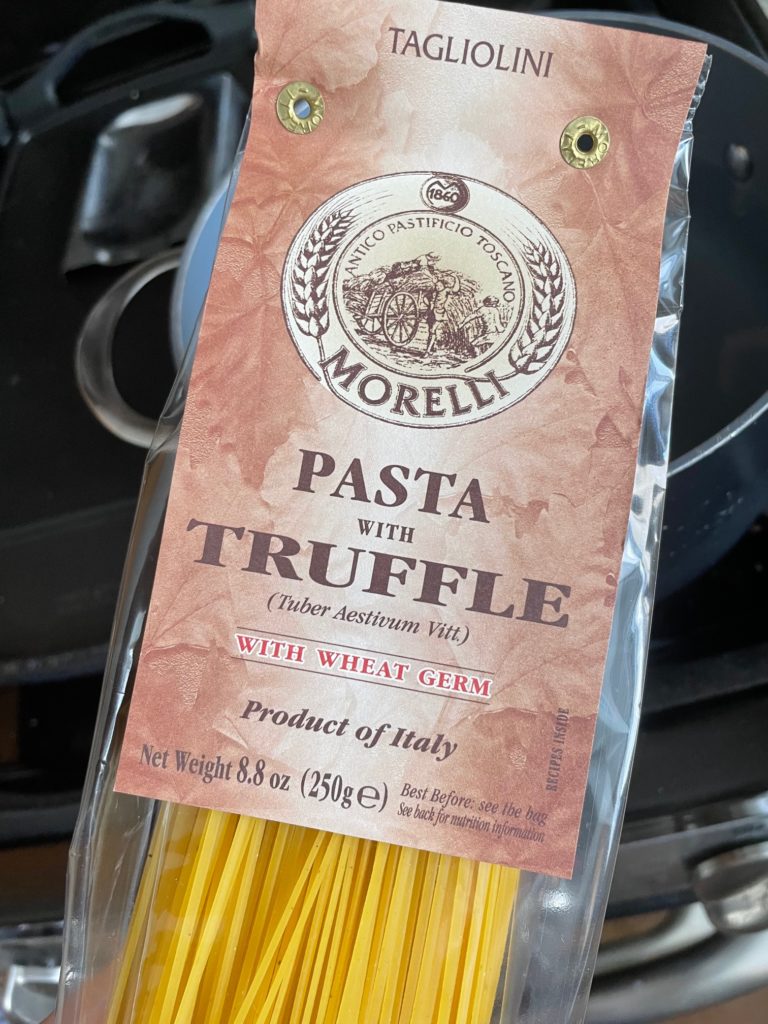 TAGLIOLINI
1860
ANTICO PASTIFICIO TOSCANO
MORELLI
PASTA
WITH
TRUFFLE
(Tuber Aestivum Vitt.)
WITH WHEAT GERM
Product of Italy
Net Weight 8.8 oz (250g℮)
Best Before: see the bag
See back for nutrition information
RECIPES INSIDE